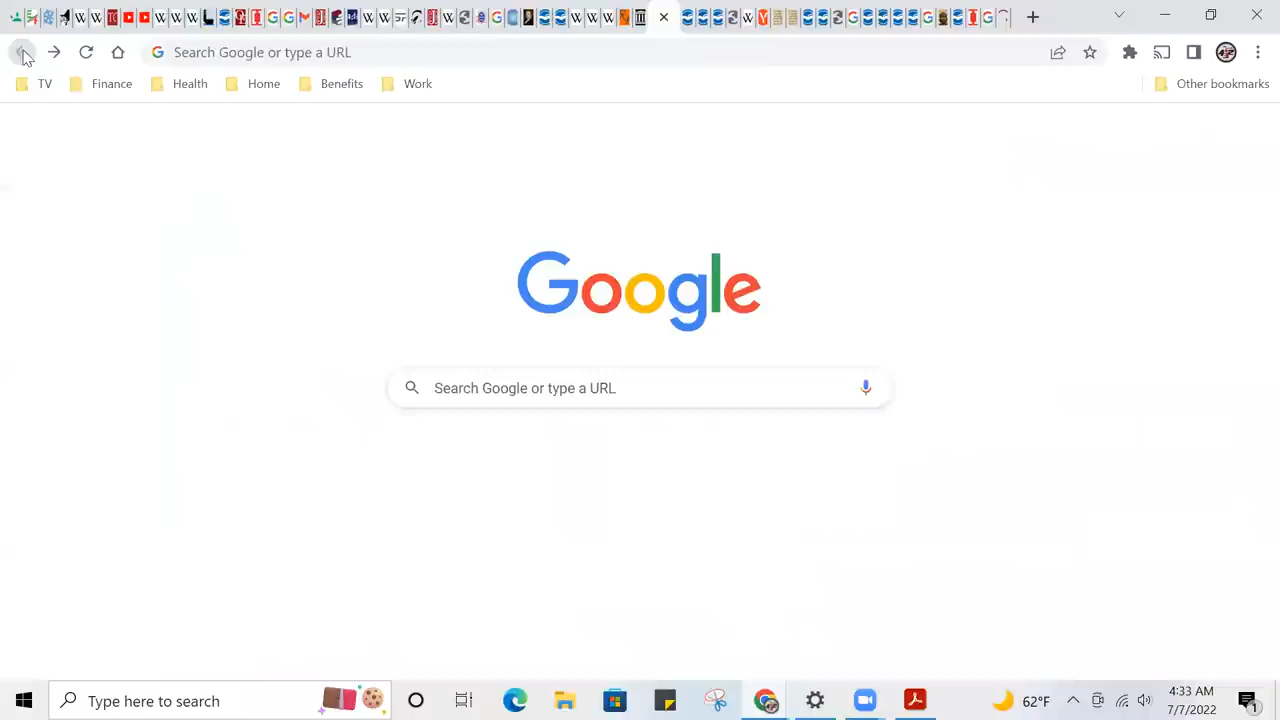 Search Google or type a URL
TV
Finance
Health
Home
Benefits
Work
Other bookmarks
Google
Search Google or type a URL
Type here to search
62°F
4:33 AM
7/7/2022
1